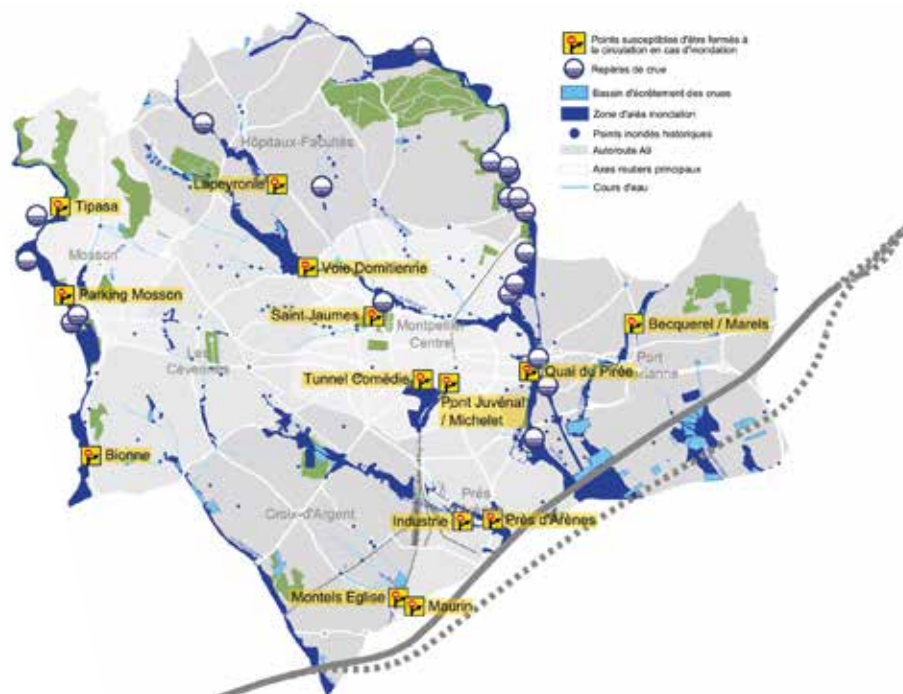 Points susceptibles d'être fermés à
la circulation en cas d'inondation
Repères de crue
Bassin d'écrêtement des crues
Zone d'aléa inondation
Points inondés historiques
Autoroute A9
Axes routiers principaux
Cours d'eau
Hôpitaux-Facultés
Lapeyronie
Tipasa
Mosson
Voie Domitienne
Parking Mosson
Saint-Jaumes
Montpellier
Centre
Becquerel / Marels
Les
Cévennes
Port
Marianne
Tunnel Comédie
Quai du Pirée
Pont Juvénal
/ Michelet
Bionne
Croix-d'Argent
Prés
Industrie
Près d'Arènes
Montels Eglise
Maurin